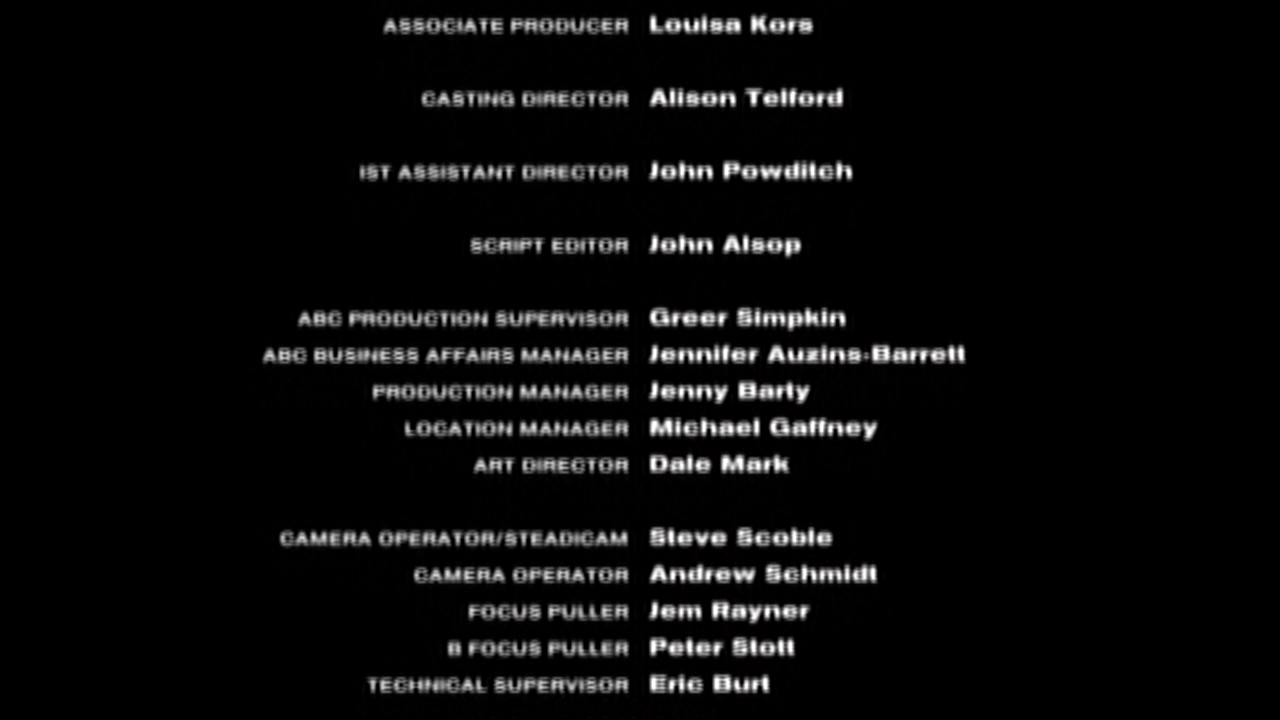 ASSOCIATE PRODUCER Louisa Kors
CASTING DIRECTOR Alison Telford
1ST ASSISTANT DIRECTOR John Powditch
SCRIPT EDITOR John Alsop
ABC PRODUCTION SUPERVISOR Greer Simpkin
ABC BUSINESS AFFAIRS MANAGER Jennifer Auzins-Barrett
PRODUCTION MANAGER Jenny Barty
LOCATION MANAGER Michael Gaffney
ART DIRECTOR Dale Mark
CAMERA OPERATOR/STEADICAM Steve Scoble
CAMERA OPERATOR Andrew Schmidt
FOCUS PULLER Jem Rayner
B FOCUS PULLER Peter Stott
TECHNICAL SUPERVISOR Eric Burt